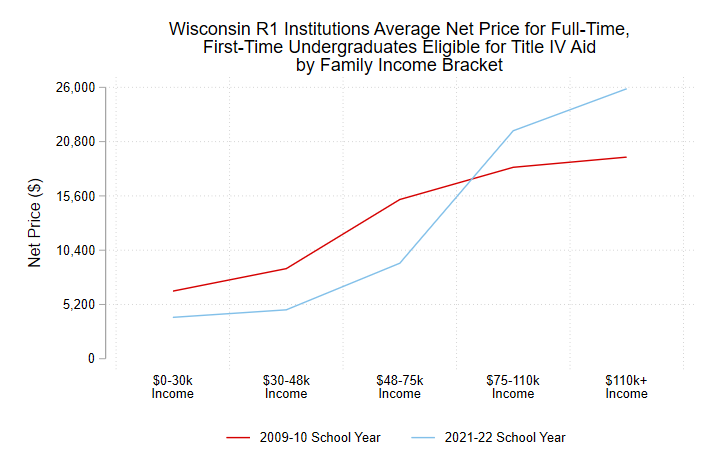 Wisconsin R1 Institutions Average Net Price for Full-Time,
First-Time Undergraduates Eligible for Title IV Aid
by Family Income Bracket
Net Price ($)
26,000
20,800
15,600
10,400
5,200
0
$0-30k
Income
$30-48k
Income
$48-75k
Income
$75-110k
Income
$110k+
Income
2009-10 School Year
2021-22 School Year